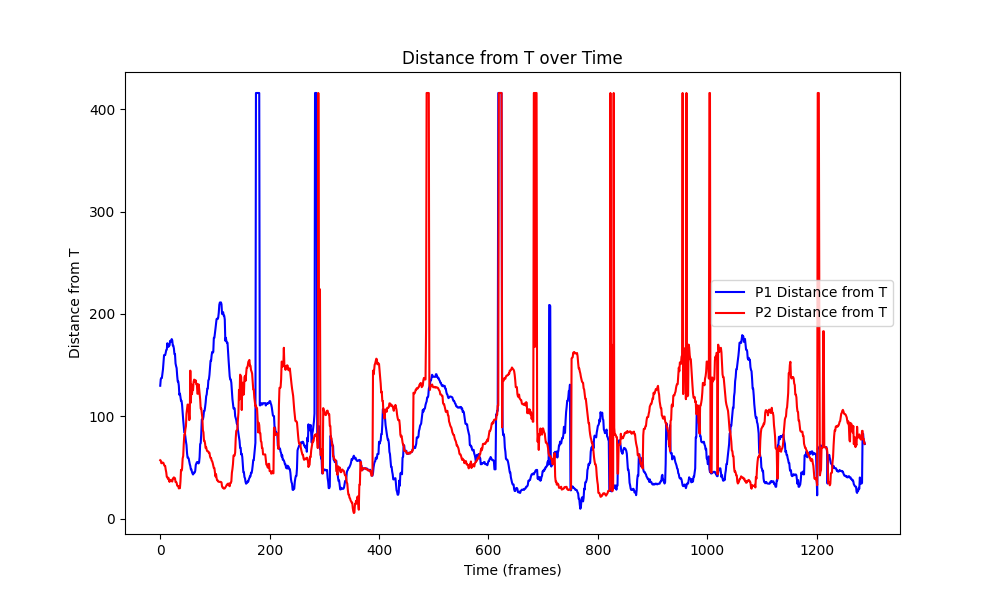 Distance from T over Time
Distance from T
400
300
200
100
0
P1 Distance from T
P2 Distance from T
0 200 400 600 800 1000 1200
Time (frames)